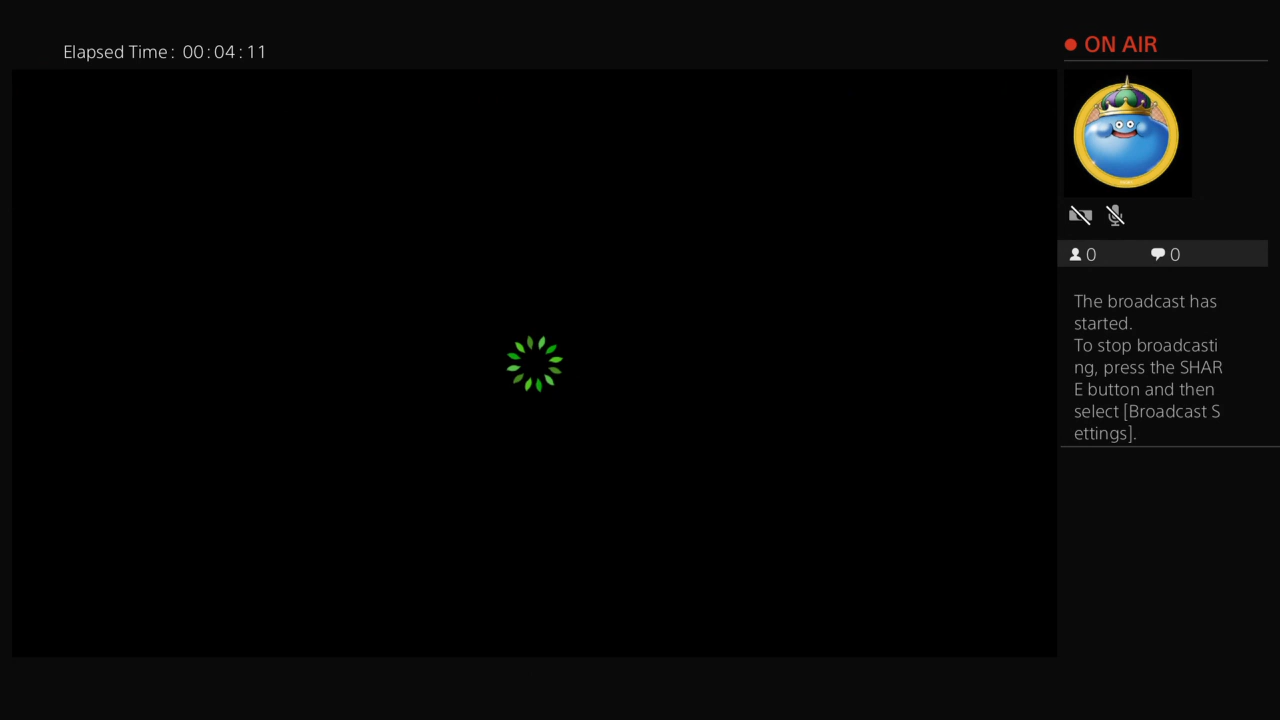 Elapsed Time: 00:04:11
ON AIR
0
0
The broadcast has
started.
To stop broadcasti
ng, press the SHAR
E button and then
select [Broadcast S
ettings].